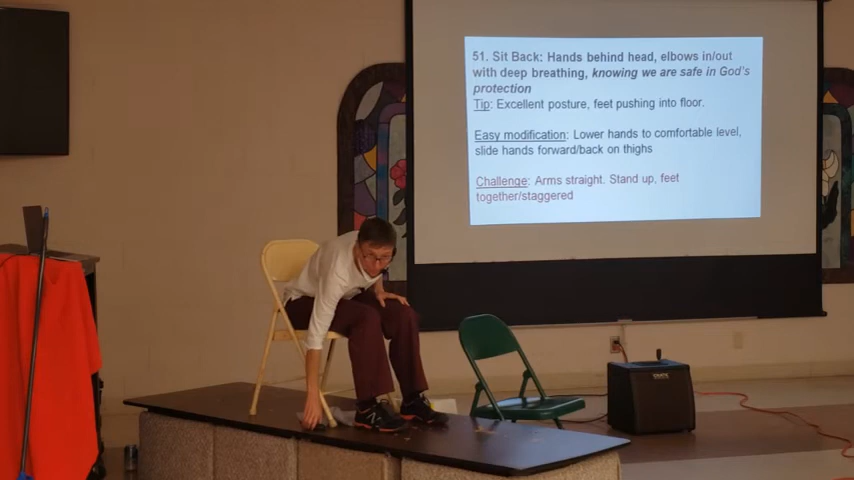 51. Sit Back: Hands behind head, elbows in/out
with deep breathing, knowing we are safe in God's
protection
Tip: Excellent posture, feet pushing into floor.
Easy modification: Lower hands to comfortable level,
slide hands forward/back on thighs
Challenge: Arms straight. Stand up, feet
together/staggered
CRATE